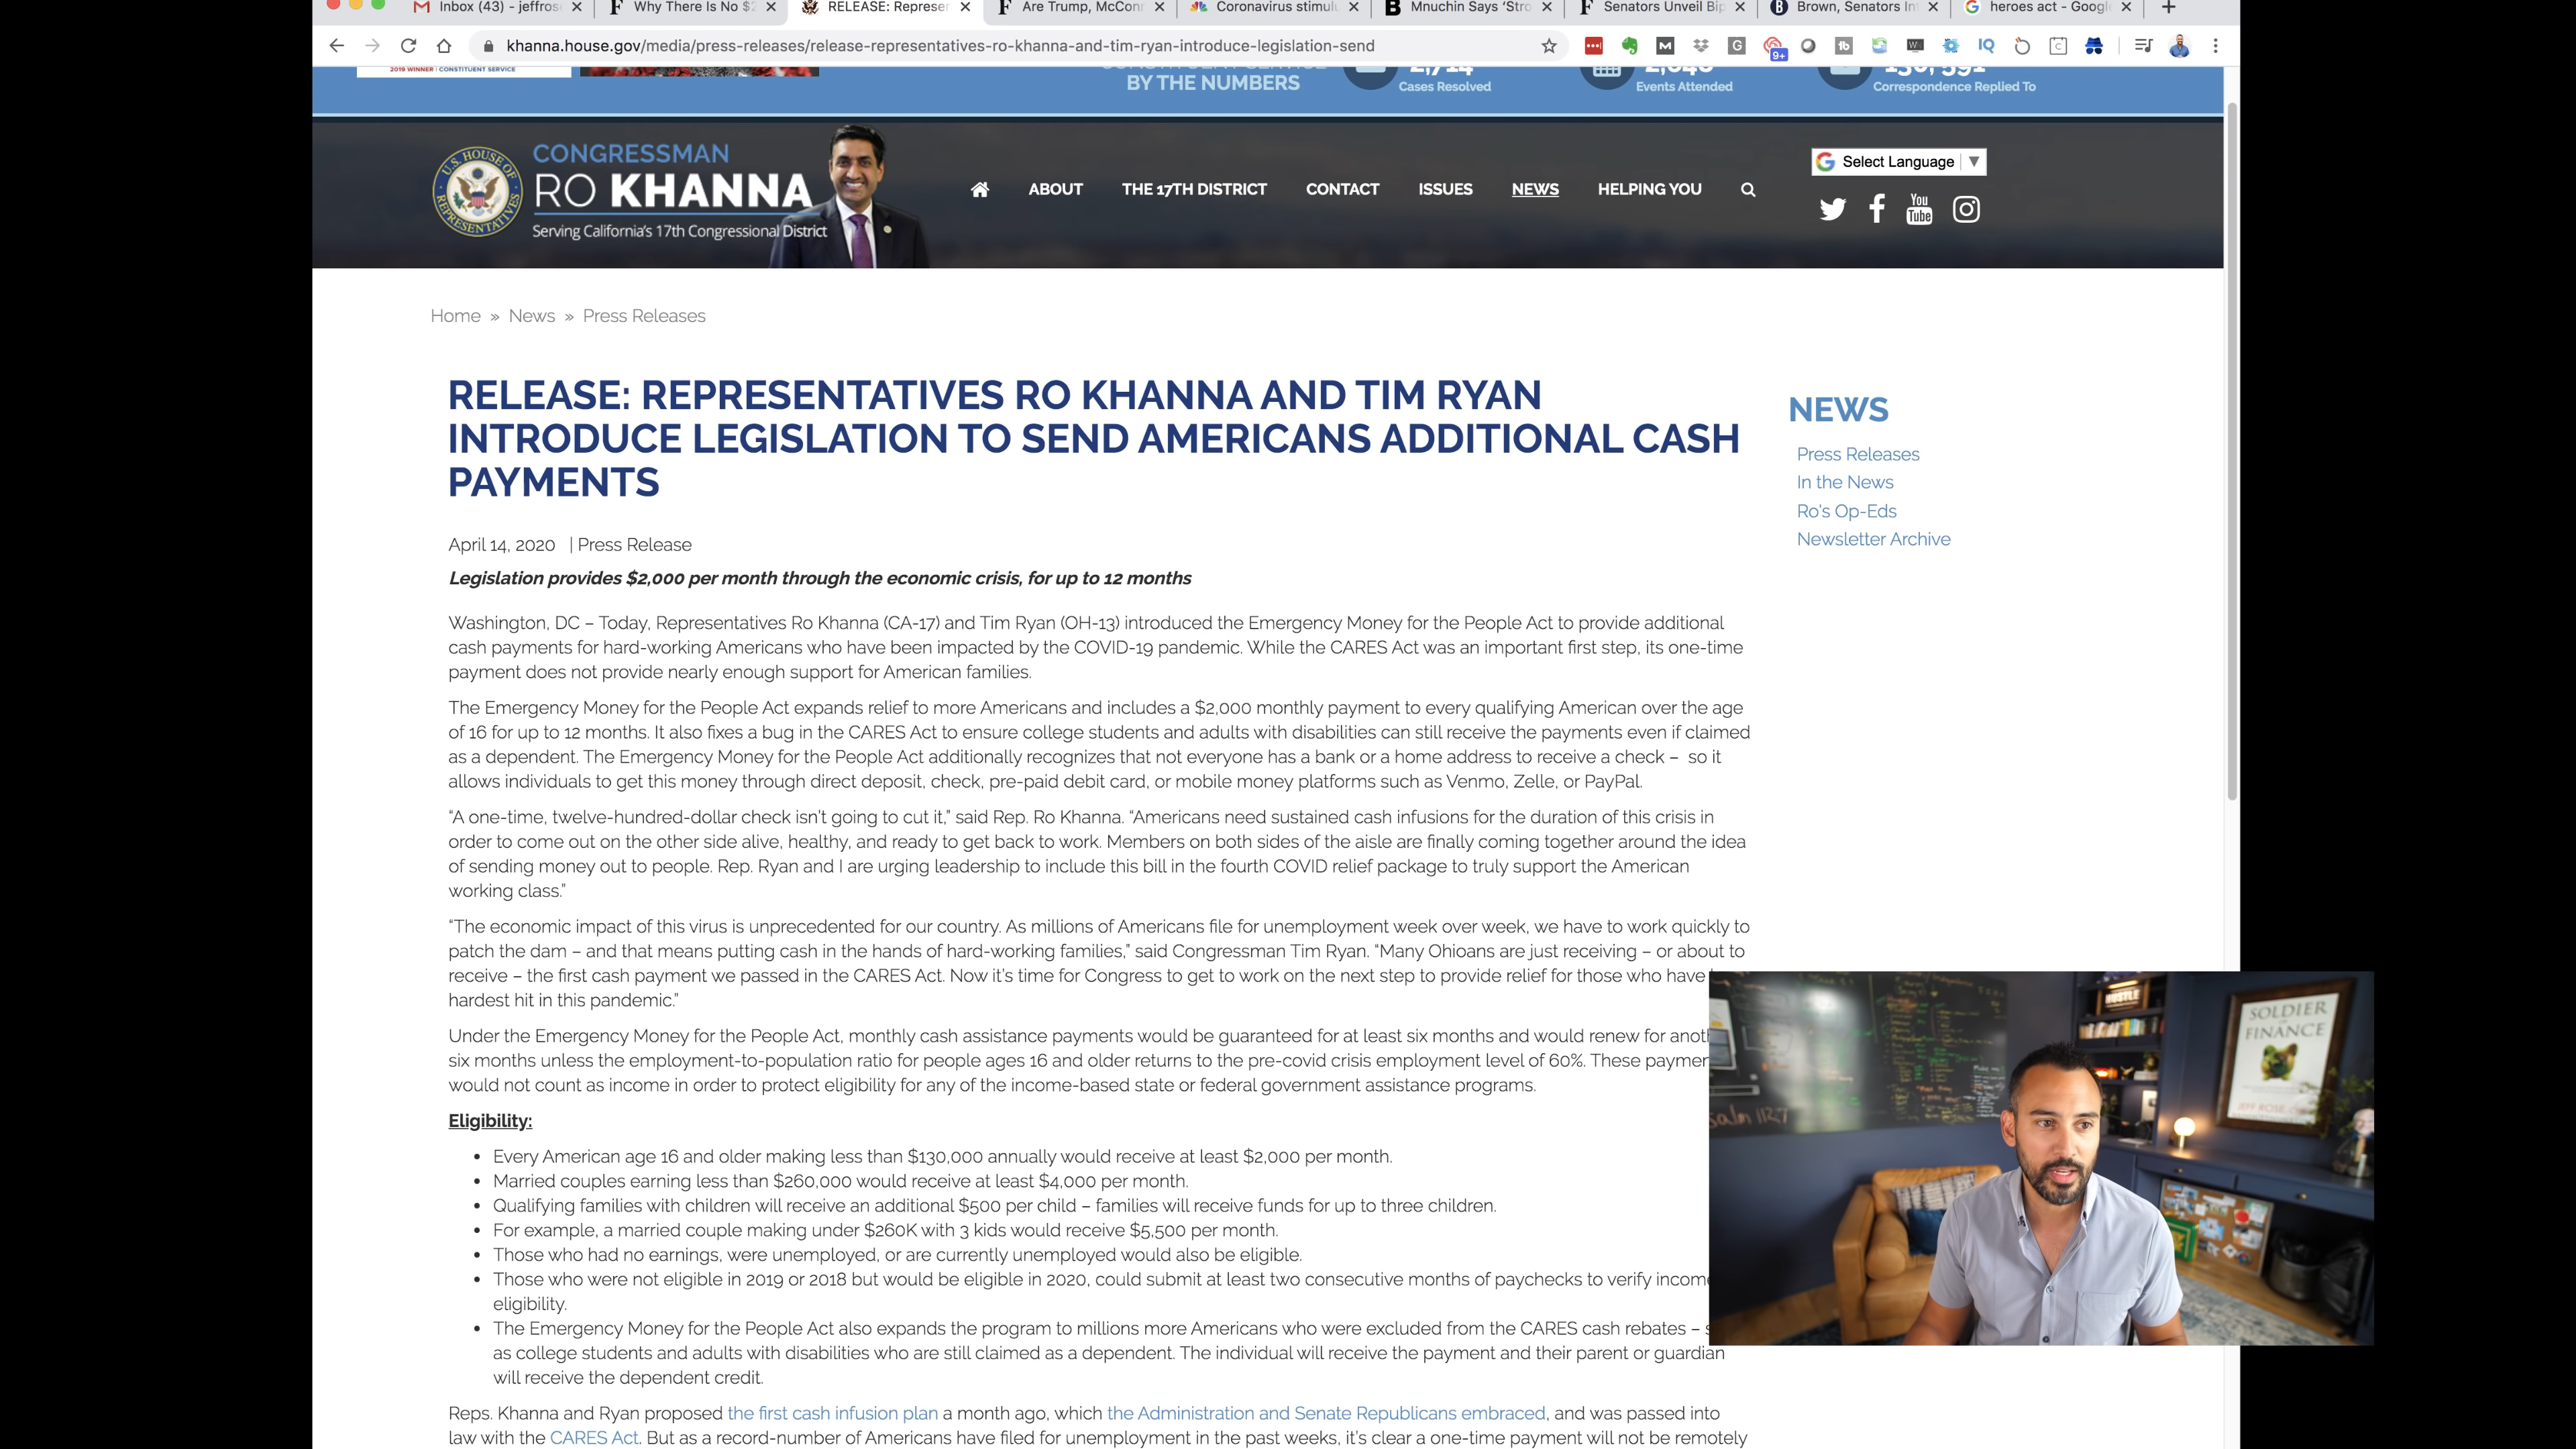 Inbox (43) - jeffros
Why There Is No $2
RELEASE: Represen
Are Trump, McConn
Coronavirus stimul
Mnuchin Says 'Stro
Senators Unveil Bip
Brown, Senators Int
heroes act - Googl
khanna.house.gov/media/press-releases/release-representatives-ro-khanna-and-tim-ryan-introduce-legislation-send
9+
IQ
2019 WINNER | CONSTITUENT SERVICE
CONSTITUENT SERVICE
BY THE NUMBERS
2,714
Cases Resolved
Events Attended
Correspondence Replied To
U.S. HOUSE OF REPRESENTATIVES
CONGRESSMAN
RO KHANNA
Serving California's 17th Congressional District
ABOUT THE 17TH DISTRICT CONTACT ISSUES NEWS HELPING YOU
Select Language ▼
You Tube
Home » News » Press Releases
RELEASE: REPRESENTATIVES RO KHANNA AND TIM RYAN
INTRODUCE LEGISLATION TO SEND AMERICANS ADDITIONAL CASH
PAYMENTS
NEWS
Press Releases
In the News
Ro's Op-Eds
Newsletter Archive
April 14, 2020 | Press Release
Legislation provides $2,000 per month through the economic crisis, for up to 12 months
Washington, DC – Today, Representatives Ro Khanna (CA-17) and Tim Ryan (OH-13) introduced the Emergency Money for the People Act to provide additional
cash payments for hard-working Americans who have been impacted by the COVID-19 pandemic. While the CARES Act was an important first step, its one-time
payment does not provide nearly enough support for American families.
The Emergency Money for the People Act expands relief to more Americans and includes a $2,000 monthly payment to every qualifying American over the age
of 16 for up to 12 months. It also fixes a bug in the CARES Act to ensure college students and adults with disabilities can still receive the payments even if claimed
as a dependent. The Emergency Money for the People Act additionally recognizes that not everyone has a bank or a home address to receive a check – so it
allows individuals to get this money through direct deposit, check, pre-paid debit card, or mobile money platforms such as Venmo, Zelle, or PayPal.
"A one-time, twelve-hundred-dollar check isn't going to cut it," said Rep. Ro Khanna. "Americans need sustained cash infusions for the duration of this crisis in
order to come out on the other side alive, healthy, and ready to get back to work. Members on both sides of the aisle are finally coming together around the idea
of sending money out to people. Rep. Ryan and I are urging leadership to include this bill in the fourth COVID relief package to truly support the American
working class."
"The economic impact of this virus is unprecedented for our country. As millions of Americans file for unemployment week over week, we have to work quickly to
patch the dam – and that means putting cash in the hands of hard-working families," said Congressman Tim Ryan. "Many Ohioans are just receiving – or about to
receive – the first cash payment we passed in the CARES Act. Now it's time for Congress to get to work on the next step to provide relief for those who have
hardest hit in this pandemic."
Under the Emergency Money for the People Act, monthly cash assistance payments would be guaranteed for at least six months and would renew for anoth
six months unless the employment-to-population ratio for people ages 16 and older returns to the pre-covid crisis employment level of 60%. These paymen
would not count as income in order to protect eligibility for any of the income-based state or federal government assistance programs.
Eligibility:
• Every American age 16 and older making less than $130,000 annually would receive at least $2,000 per month.
• Married couples earning less than $260,000 would receive at least $4,000 per month.
• Qualifying families with children will receive an additional $500 per child – families will receive funds for up to three children.
• For example, a married couple making under $260K with 3 kids would receive $5,500 per month.
• Those who had no earnings, were unemployed, or are currently unemployed would also be eligible.
• Those who were not eligible in 2019 or 2018 but would be eligible in 2020, could submit at least two consecutive months of paychecks to verify income
eligibility.
• The Emergency Money for the People Act also expands the program to millions more Americans who were excluded from the CARES cash rebates –
as college students and adults with disabilities who are still claimed as a dependent. The individual will receive the payment and their parent or guardian
will receive the dependent credit.
Reps. Khanna and Ryan proposed the first cash infusion plan a month ago, which the Administration and Senate Republicans embraced, and was passed into
law with the CARES Act. But as a record-number of Americans have filed for unemployment in the past weeks, it's clear a one-time payment will not be remotely
HUSTLE
SOLDIER
FINANCE
JEFF ROSE